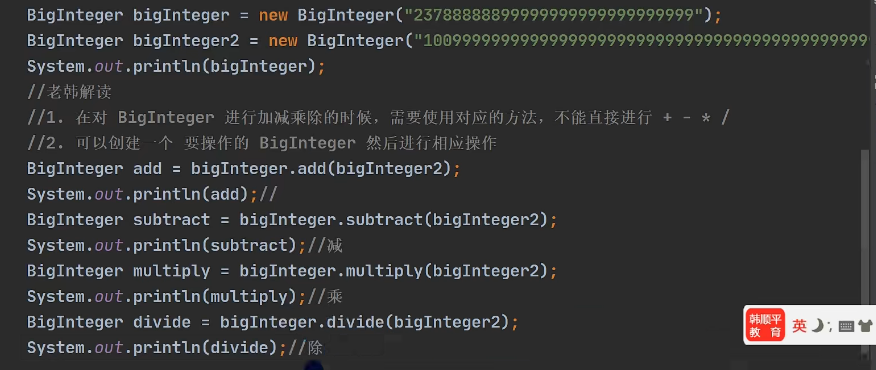 BigInteger bigInteger = new BigInteger("23788888899999999999999999999");
BigInteger bigInteger2 = new BigInteger("10099999999999999999999999999999999999999999999
System.out.println(bigInteger);
//老韩解读
//1. 在对 BigInteger 进行加减乘除的时候，需要使用对应的方法，不能直接进行 + - * /
//2. 可以创建一个 要操作的 BigInteger 然后进行相应操作
BigInteger add = bigInteger.add(bigInteger2);
System.out.println(add);//
BigInteger subtract = bigInteger.subtract(bigInteger2);
System.out.println(subtract);//减
BigInteger multiply = bigInteger.multiply(bigInteger2);
System.out.println(multiply);//乘
BigInteger divide = bigInteger.divide(bigInteger2);
System.out.println(divide);//除
韩顺平
教 育
英